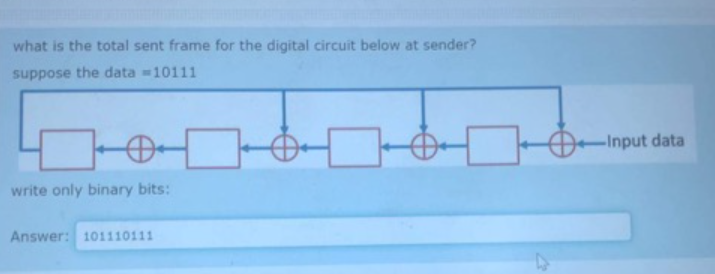 what is the total sent frame for the digital circuit below at sender?
suppose the data =10111
Input data
write only binary bits:
Answer: 101110111